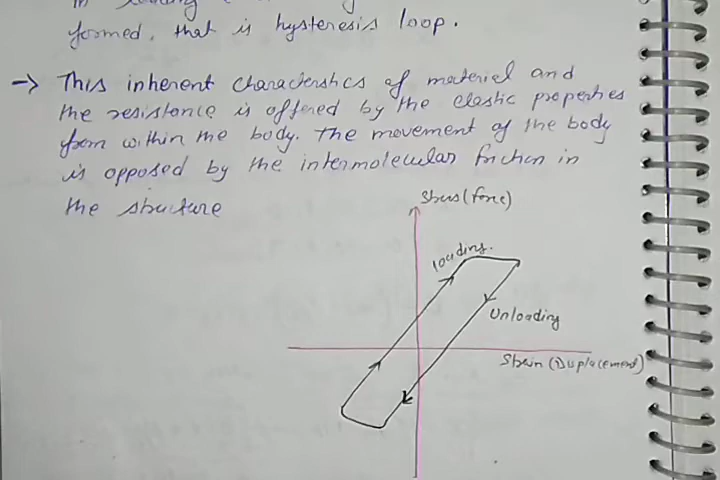 formed, that is hysteresis loop.
→ This inherent characteristics of material and
the resistance is offered by the elastic properties
from within the body. The movement of the body
is opposed by the intermolecular friction in
the structure
Stress (force)
loading.
Unloading
Strain (Displacement)